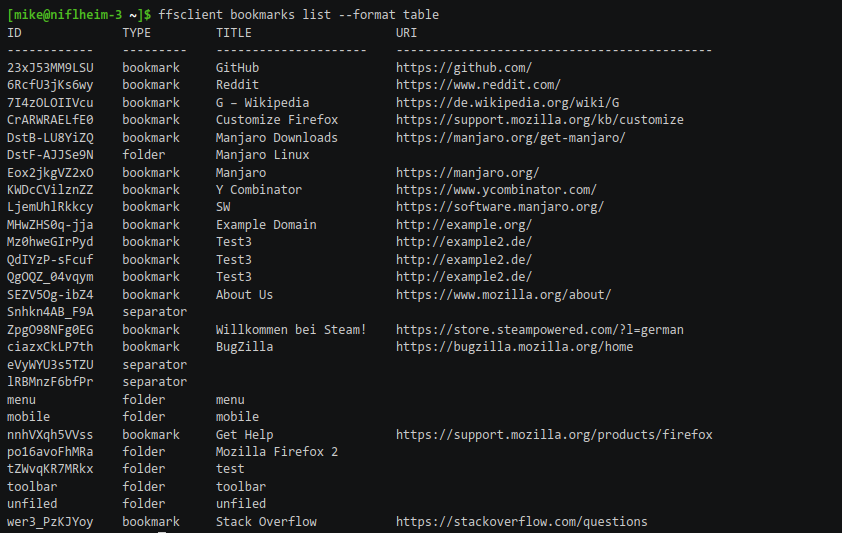 [mike@niflheim-3 ~]$ ffsclient bookmarks list --format table
ID TYPE TITLE URI
------------ --------- --------------------- --------------------------------------------
23xJ53MM9LSU bookmark GitHub https://github.com/
6RcfU3jKs6wy bookmark Reddit https://www.reddit.com/
7I4zOLOIIVcu bookmark G – Wikipedia https://de.wikipedia.org/wiki/G
CrARWRAELfE0 bookmark Customize Firefox https://support.mozilla.org/kb/customize
DstB-LU8YiZQ bookmark Manjaro Downloads https://manjaro.org/get-manjaro/
DstF-AJJSe9N folder Manjaro Linux
Eox2jkgVZ2xO bookmark Manjaro https://manjaro.org/
KWDcCVilznZZ bookmark Y Combinator https://www.ycombinator.com/
LjemUhlRkkcy bookmark SW https://software.manjaro.org/
MHwZHS0q-jja bookmark Example Domain http://example.org/
Mz0hweGIrPyd bookmark Test3 http://example2.de/
QdIYzP-sFcuf bookmark Test3 http://example2.de/
QgOQZ_04vqym bookmark Test3 http://example2.de/
SEZV5Og-ibZ4 bookmark About Us https://www.mozilla.org/about/
Snhkn4AB_F9A separator
ZpgO98NFg0EG bookmark Willkommen bei Steam! https://store.steampowered.com/?l=german
ciazxCkLP7th bookmark BugZilla https://bugzilla.mozilla.org/home
eVyWYU3s5TZU separator
lRBMnzF6bfPr separator
menu folder menu
mobile folder mobile
nnhVXqh5VVss bookmark Get Help https://support.mozilla.org/products/firefox
po16avoFhMRa folder Mozilla Firefox 2
tZWvqKR7MRkx folder test
toolbar folder toolbar
unfiled folder unfiled
wer3_PzKJYoy bookmark Stack Overflow https://stackoverflow.com/questions